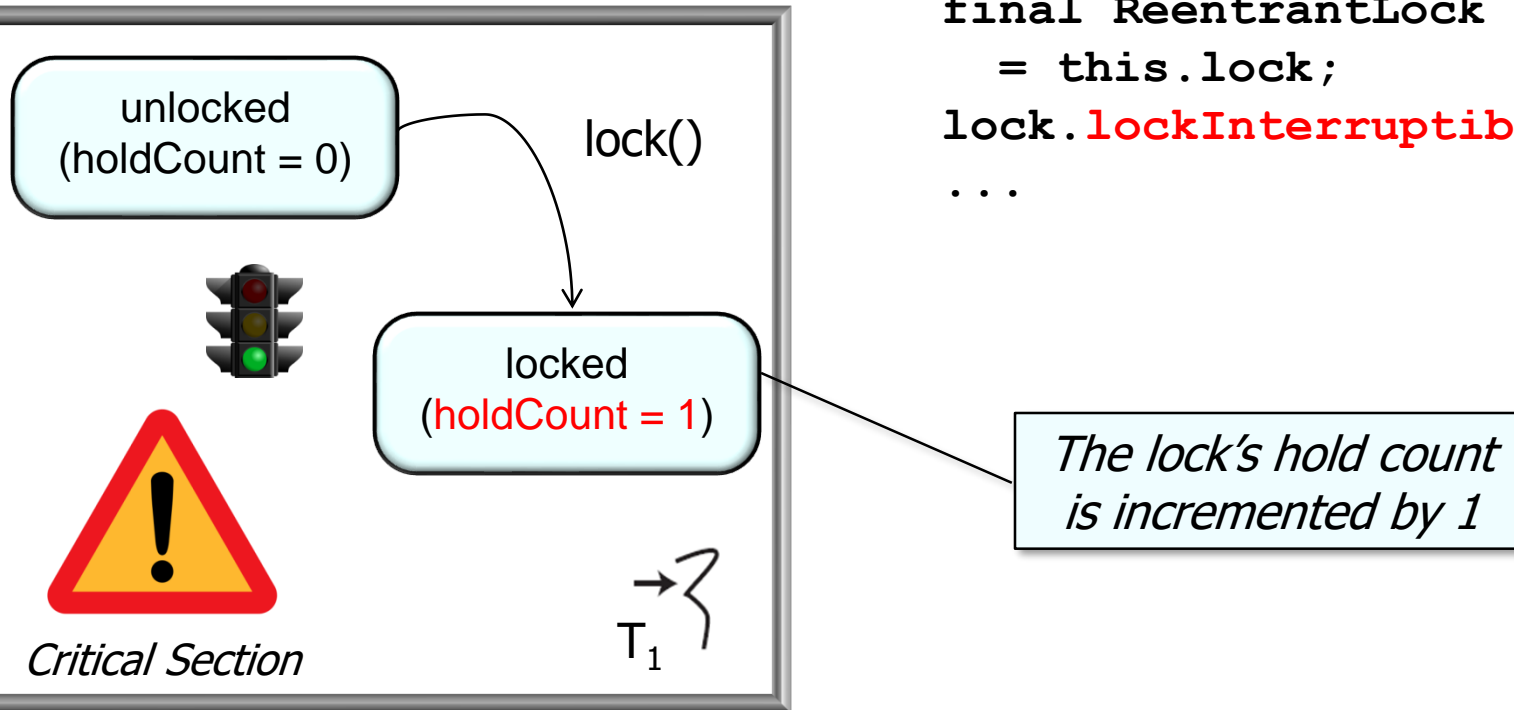 final ReentrantLock
= this.lock;
lock.lockInterruptib
...
unlocked
(holdCount = 0)
lock()
locked
(holdCount = 1)
The lock's hold count
is incremented by 1
T1
Critical Section